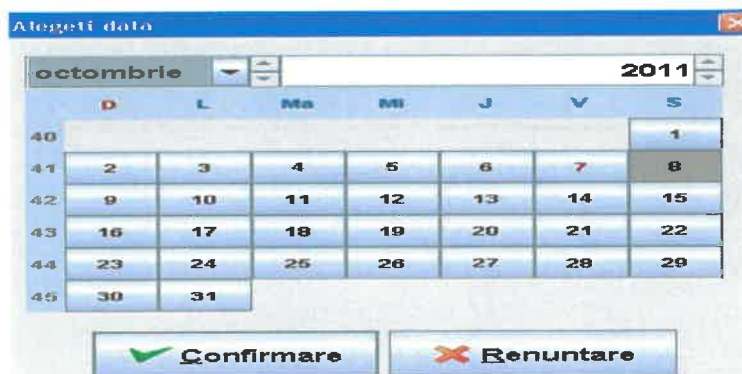 Alegeti data
octombrie 2011
D L Ma Mi J V S
40 1
41 2 3 4 5 6 7 8
42 9 10 11 12 13 14 15
43 16 17 18 19 20 21 22
44 23 24 25 26 27 28 29
45 30 31
Confirmare Renuntare